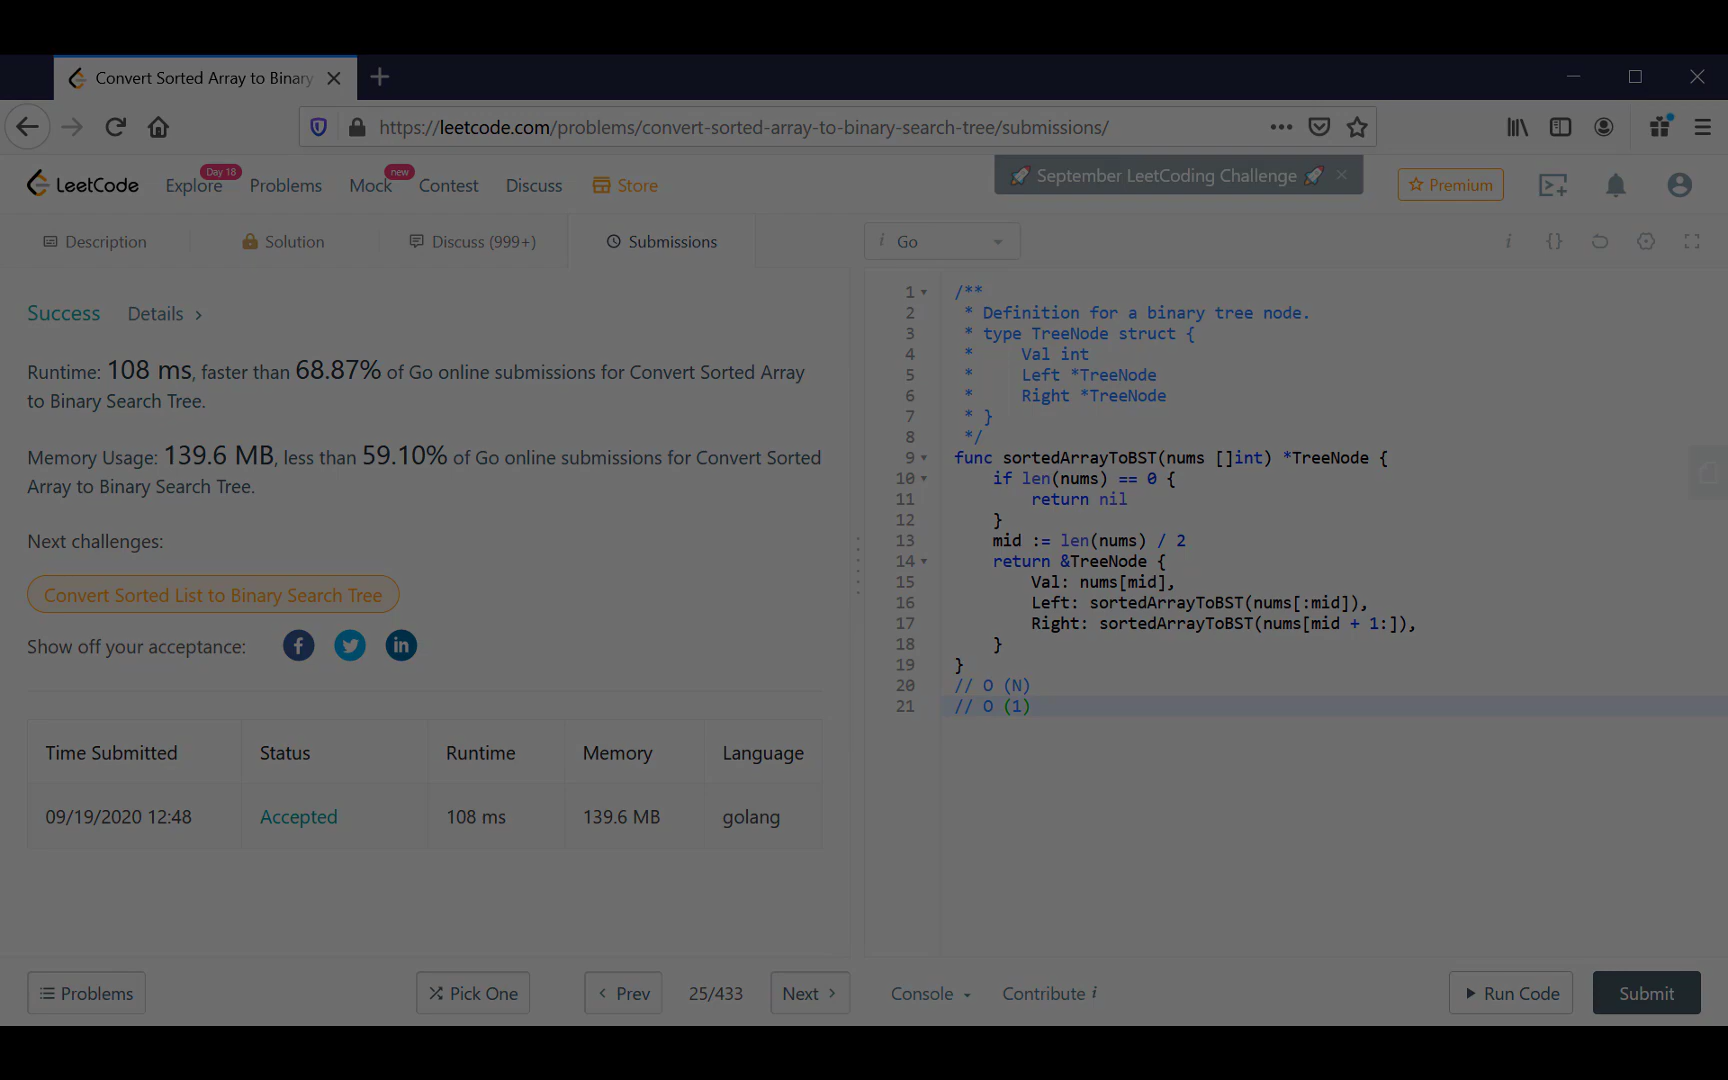 Convert Sorted Array to Binary
https://leetcode.com/problems/convert-sorted-array-to-binary-search-tree/submissions/
LeetCode
Explore
Day 18
Problems
Mock
new
Contest
Discuss
Store
🚀 September LeetCoding Challenge 🚀 ×
Premium
Description
Solution
Discuss (999+)
Submissions
i Go
Success
Details >
Runtime: 108 ms, faster than 68.87% of Go online submissions for Convert Sorted Array
to Binary Search Tree.
Memory Usage: 139.6 MB, less than 59.10% of Go online submissions for Convert Sorted
Array to Binary Search Tree.
Next challenges:
Convert Sorted List to Binary Search Tree
Show off your acceptance:
Time Submitted Status Runtime Memory Language
09/19/2020 12:48 Accepted 108 ms 139.6 MB golang
1 /**
2 * Definition for a binary tree node.
3 * type TreeNode struct {
4 * Val int
5 * Left *TreeNode
6 * Right *TreeNode
7 * }
8 */
9 func sortedArrayToBST(nums []int) *TreeNode {
10 if len(nums) == 0 {
11 return nil
12 }
13 mid := len(nums) / 2
14 return &TreeNode {
15 Val: nums[mid],
16 Left: sortedArrayToBST(nums[:mid]),
17 Right: sortedArrayToBST(nums[mid + 1:]),
18 }
19 }
20 // O (N)
21 // O (1)
Problems
Pick One
< Prev
25/433
Next >
Console
Contribute i
Run Code
Submit